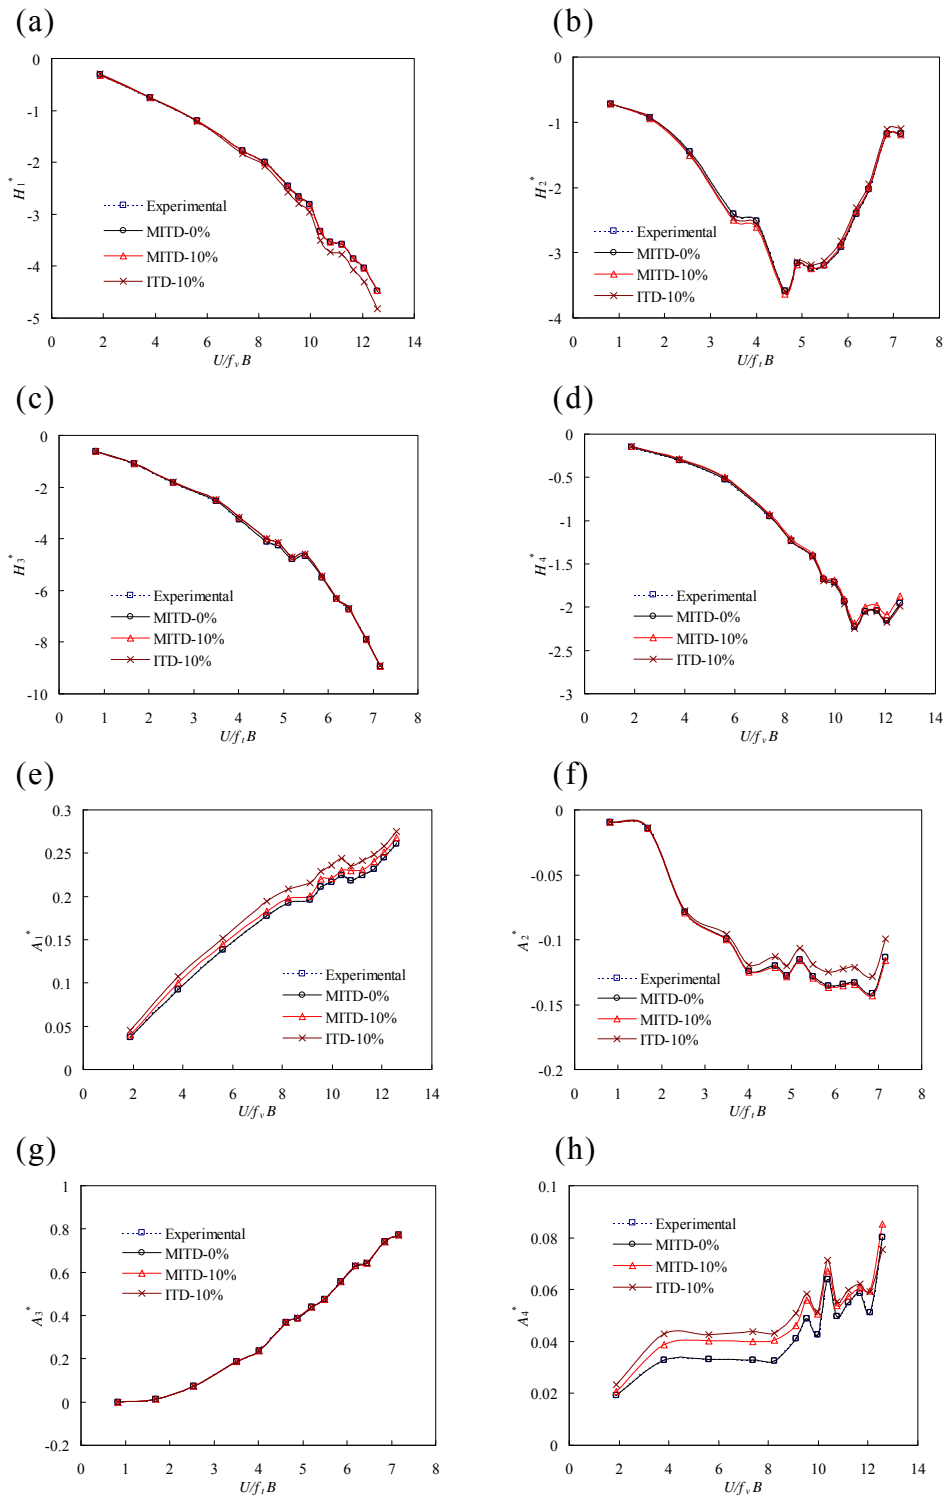 (a)
0
-1
-2
-3
-4
-5
H1*
Experimental
MITD-0%
MITD-10%
ITD-10%
0 2 4 6 8 10 12 14
U/fvB
(b)
0
-1
-2
-3
-4
H2*
Experimental
MITD-0%
MITD-10%
ITD-10%
0 1 2 3 4 5 6 7 8
U/ftB
(c)
0
-2
-4
-6
-8
-10
H3*
Experimental
MITD-0%
MITD-10%
ITD-10%
0 1 2 3 4 5 6 7 8
U/ftB
(d)
0
-0.5
-1
-1.5
-2
-2.5
-3
H4*
Experimental
MITD-0%
MITD-10%
ITD-10%
0 2 4 6 8 10 12 14
U/fvB
(e)
0.3
0.25
0.2
0.15
0.1
0.05
0
A1*
Experimental
MITD-0%
MITD-10%
ITD-10%
0 2 4 6 8 10 12 14
U/fvB
(f)
0
-0.05
-0.1
-0.15
-0.2
A2*
Experimental
MITD-0%
MITD-10%
ITD-10%
0 1 2 3 4 5 6 7 8
U/ftB
(g)
1
0.8
0.6
0.4
0.2
0
-0.2
A3*
Experimental
MITD-0%
MITD-10%
ITD-10%
0 1 2 3 4 5 6 7 8
U/ftB
(h)
0.1
0.08
0.06
0.04
0.02
0
A4*
Experimental
MITD-0%
MITD-10%
ITD-10%
0 2 4 6 8 10 12 14
U/fvB